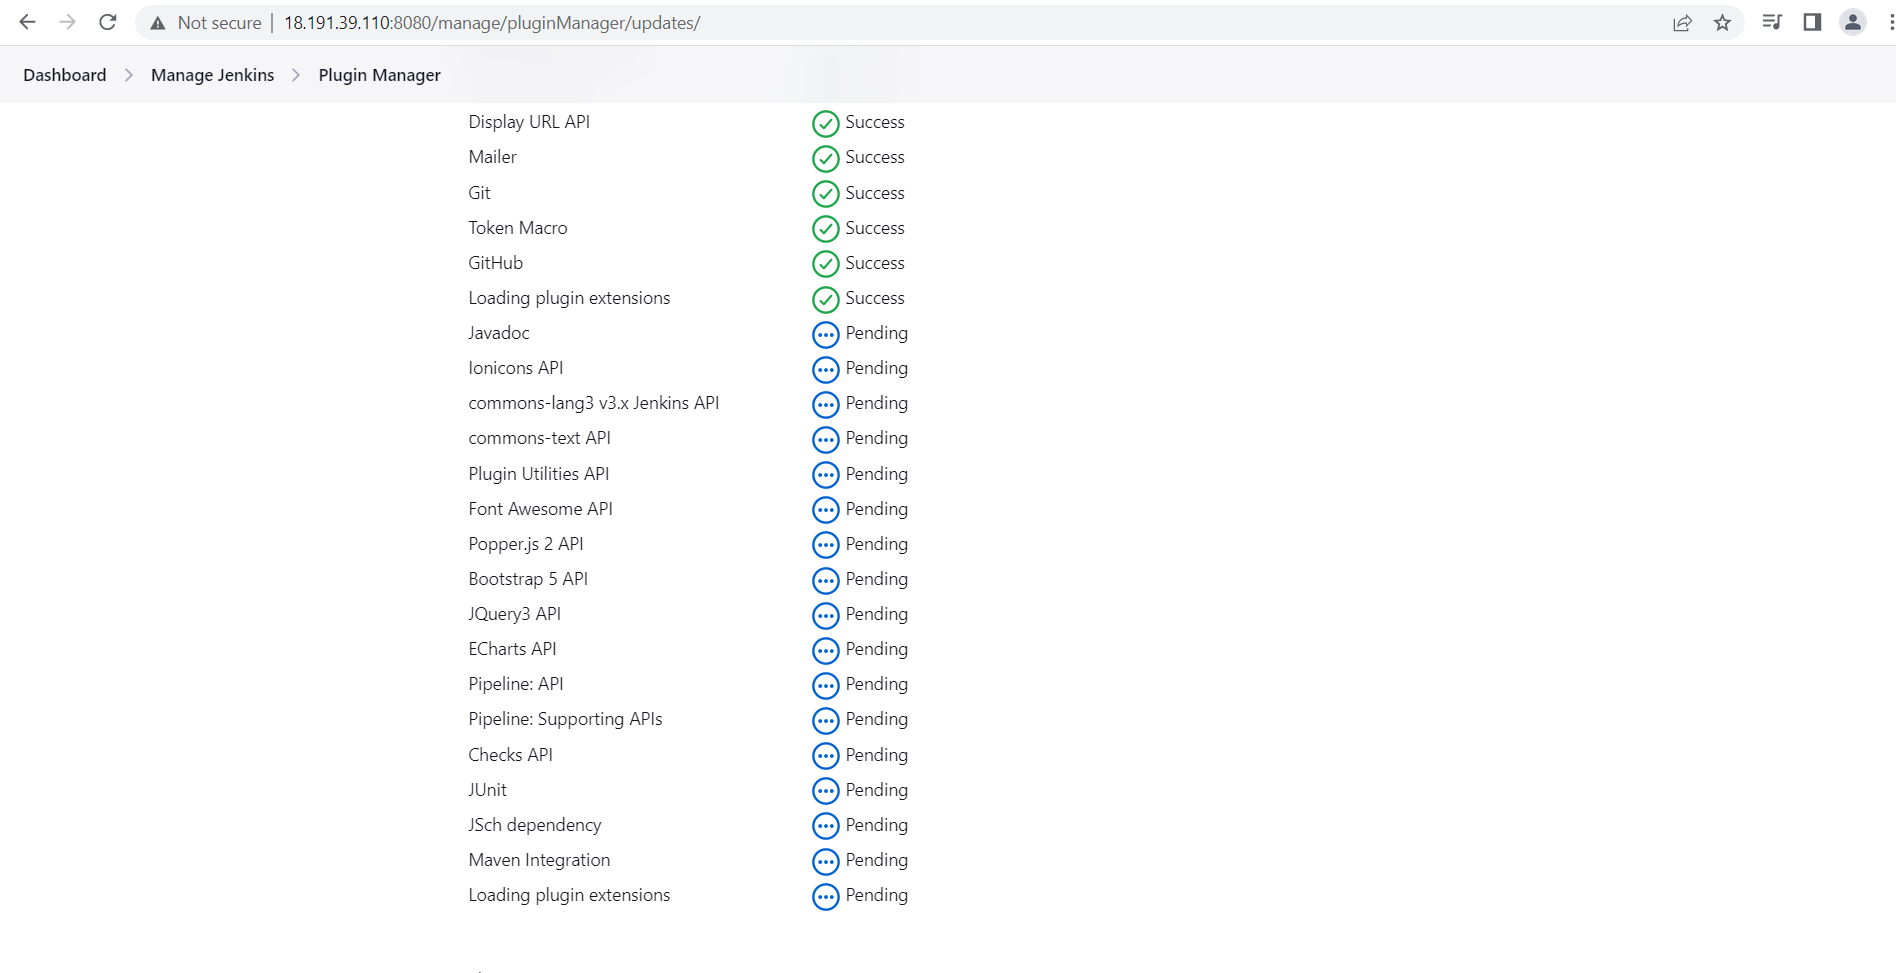 Not secure | 18.191.39.110:8080/manage/pluginManager/updates/
Dashboard > Manage Jenkins > Plugin Manager
Display URL API Success
Mailer Success
Git Success
Token Macro Success
GitHub Success
Loading plugin extensions Success
Javadoc Pending
Ionicons API Pending
commons-lang3 v3.x Jenkins API Pending
commons-text API Pending
Plugin Utilities API Pending
Font Awesome API Pending
Popper.js 2 API Pending
Bootstrap 5 API Pending
JQuery3 API Pending
ECharts API Pending
Pipeline: API Pending
Pipeline: Supporting APIs Pending
Checks API Pending
JUnit Pending
JSch dependency Pending
Maven Integration Pending
Loading plugin extensions Pending